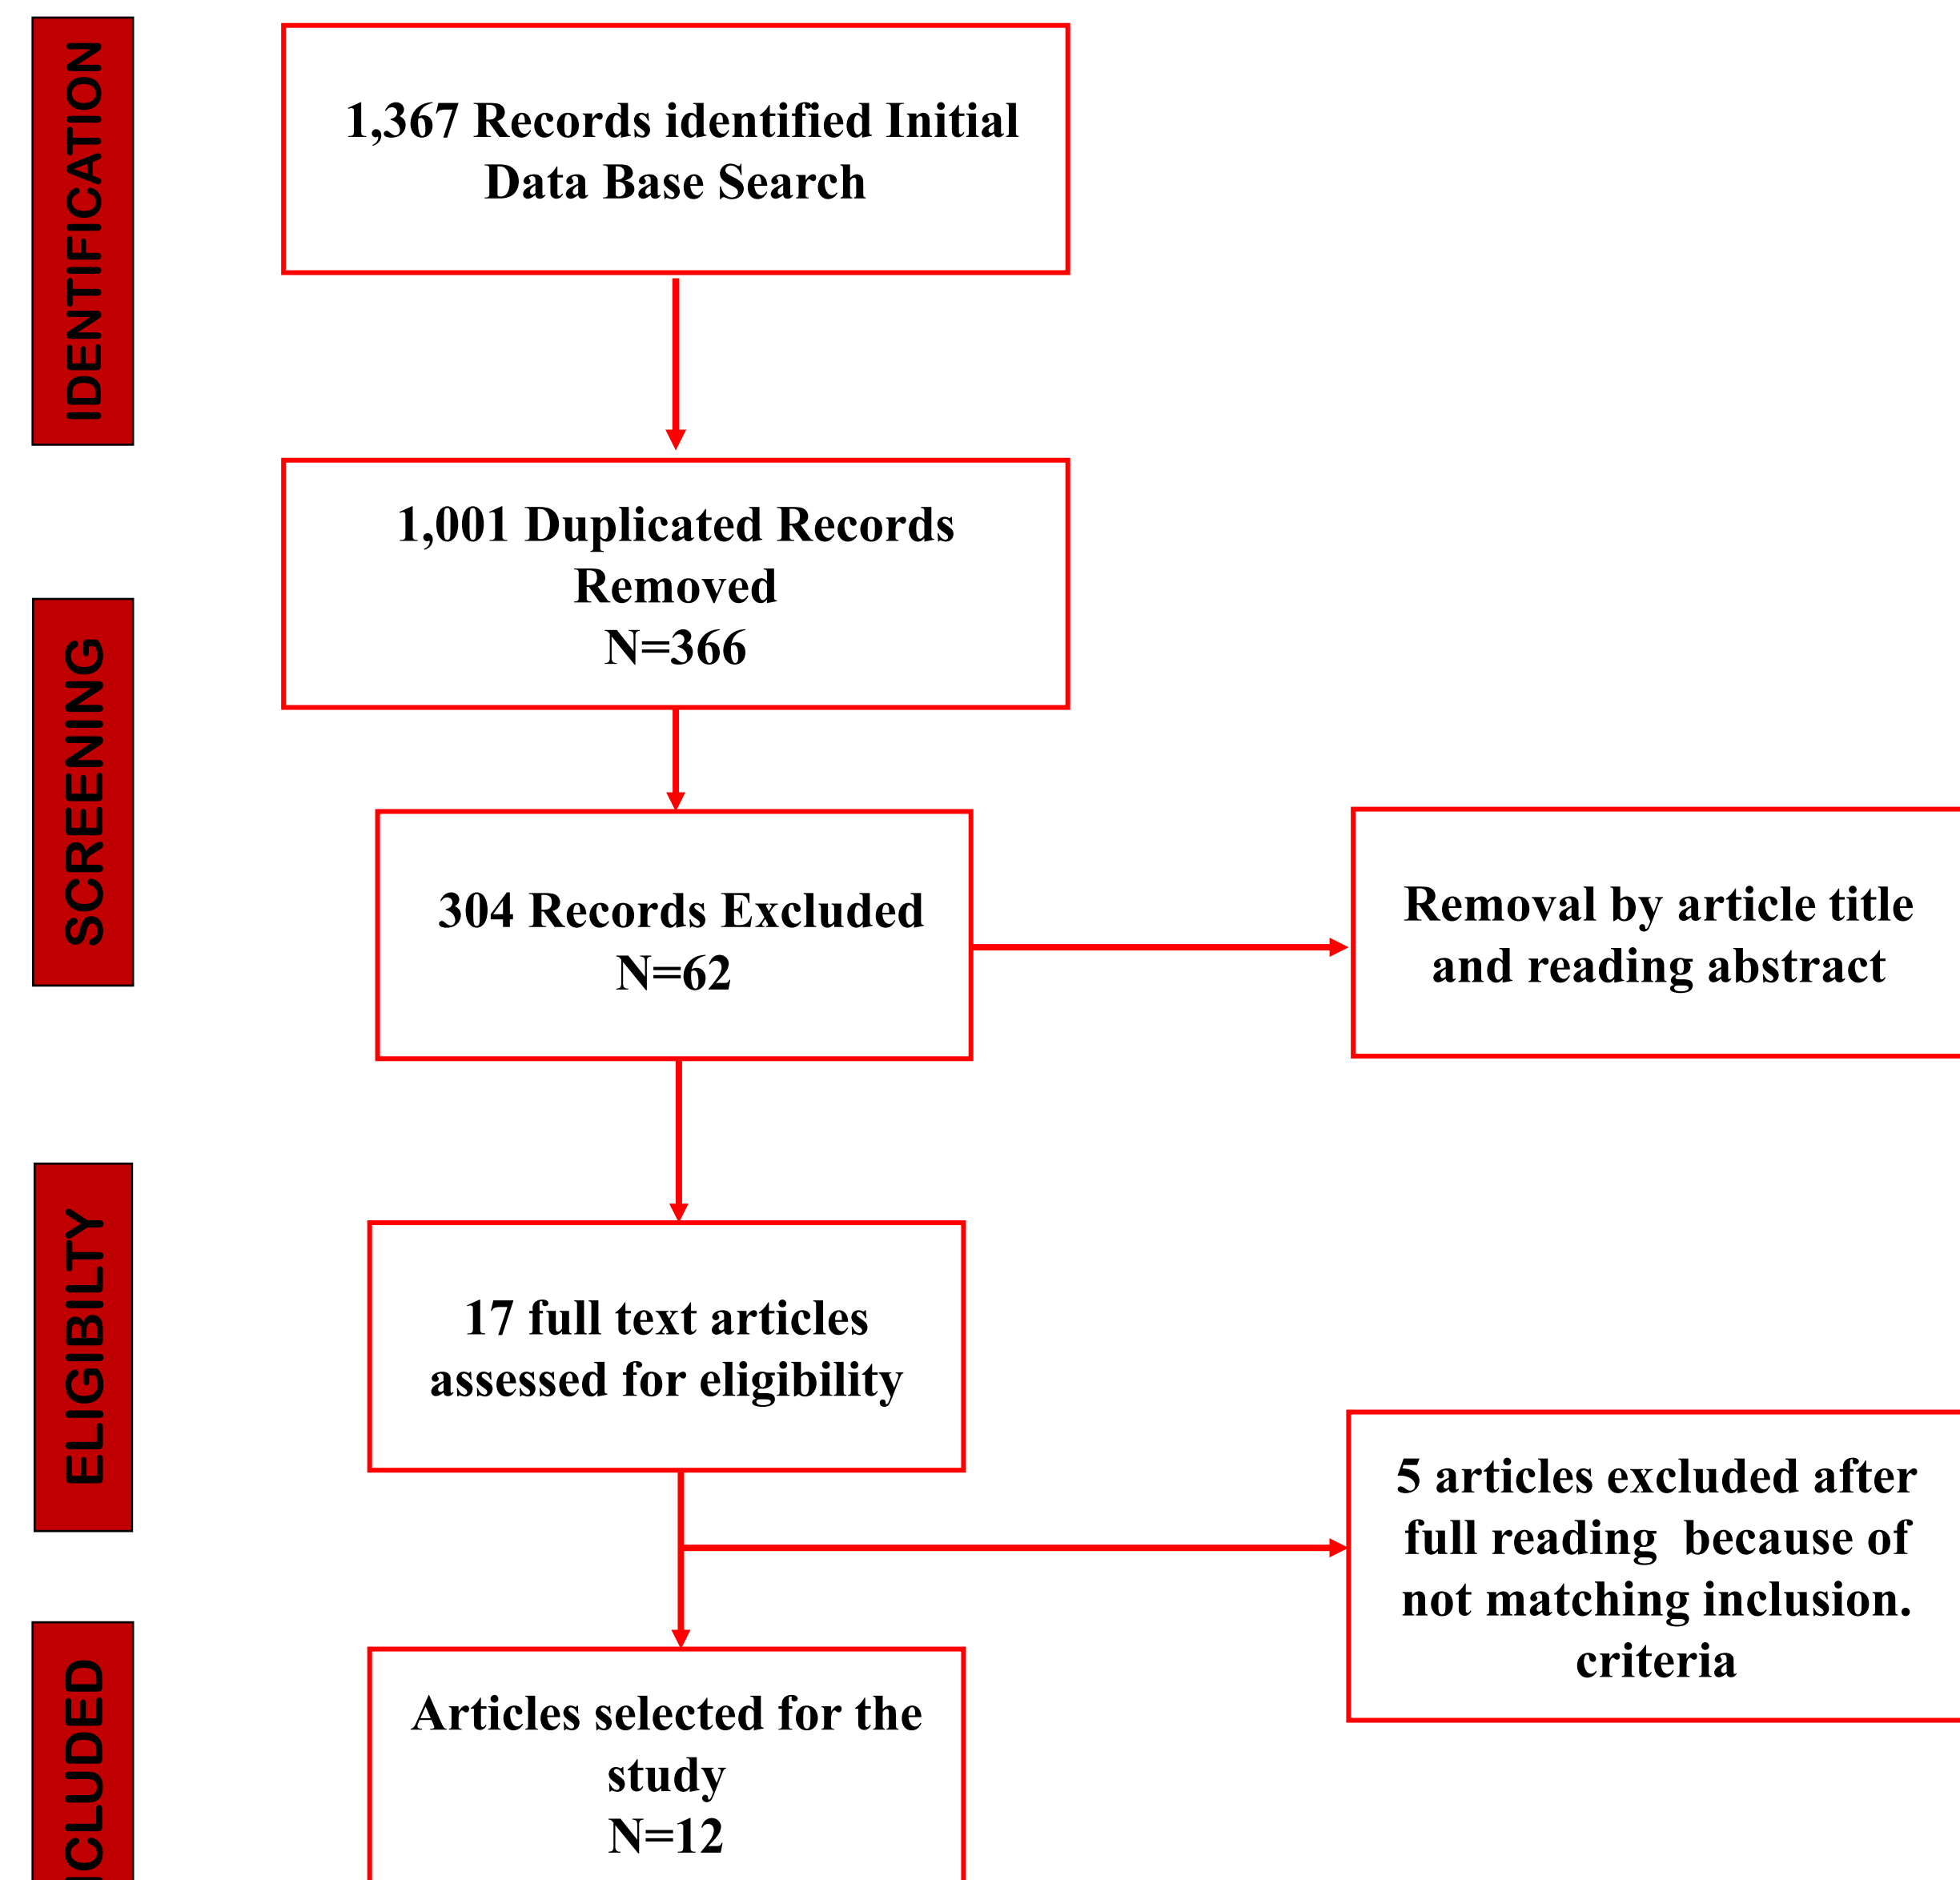 IDENTIFICATION
1,367 Records identified Initial
Data Base Search
1,001 Duplicated Records
Removed
N=366
SCREENING
304 Records Excluded
N=62
Removal by article title
and reading abstract
ELIGIBILTY
17 full text articles
assessed for eligibility
5 articles excluded after
full reading  because of
not matching inclusion.
criteria
CLUDED
Articles selected for the
study
N=12